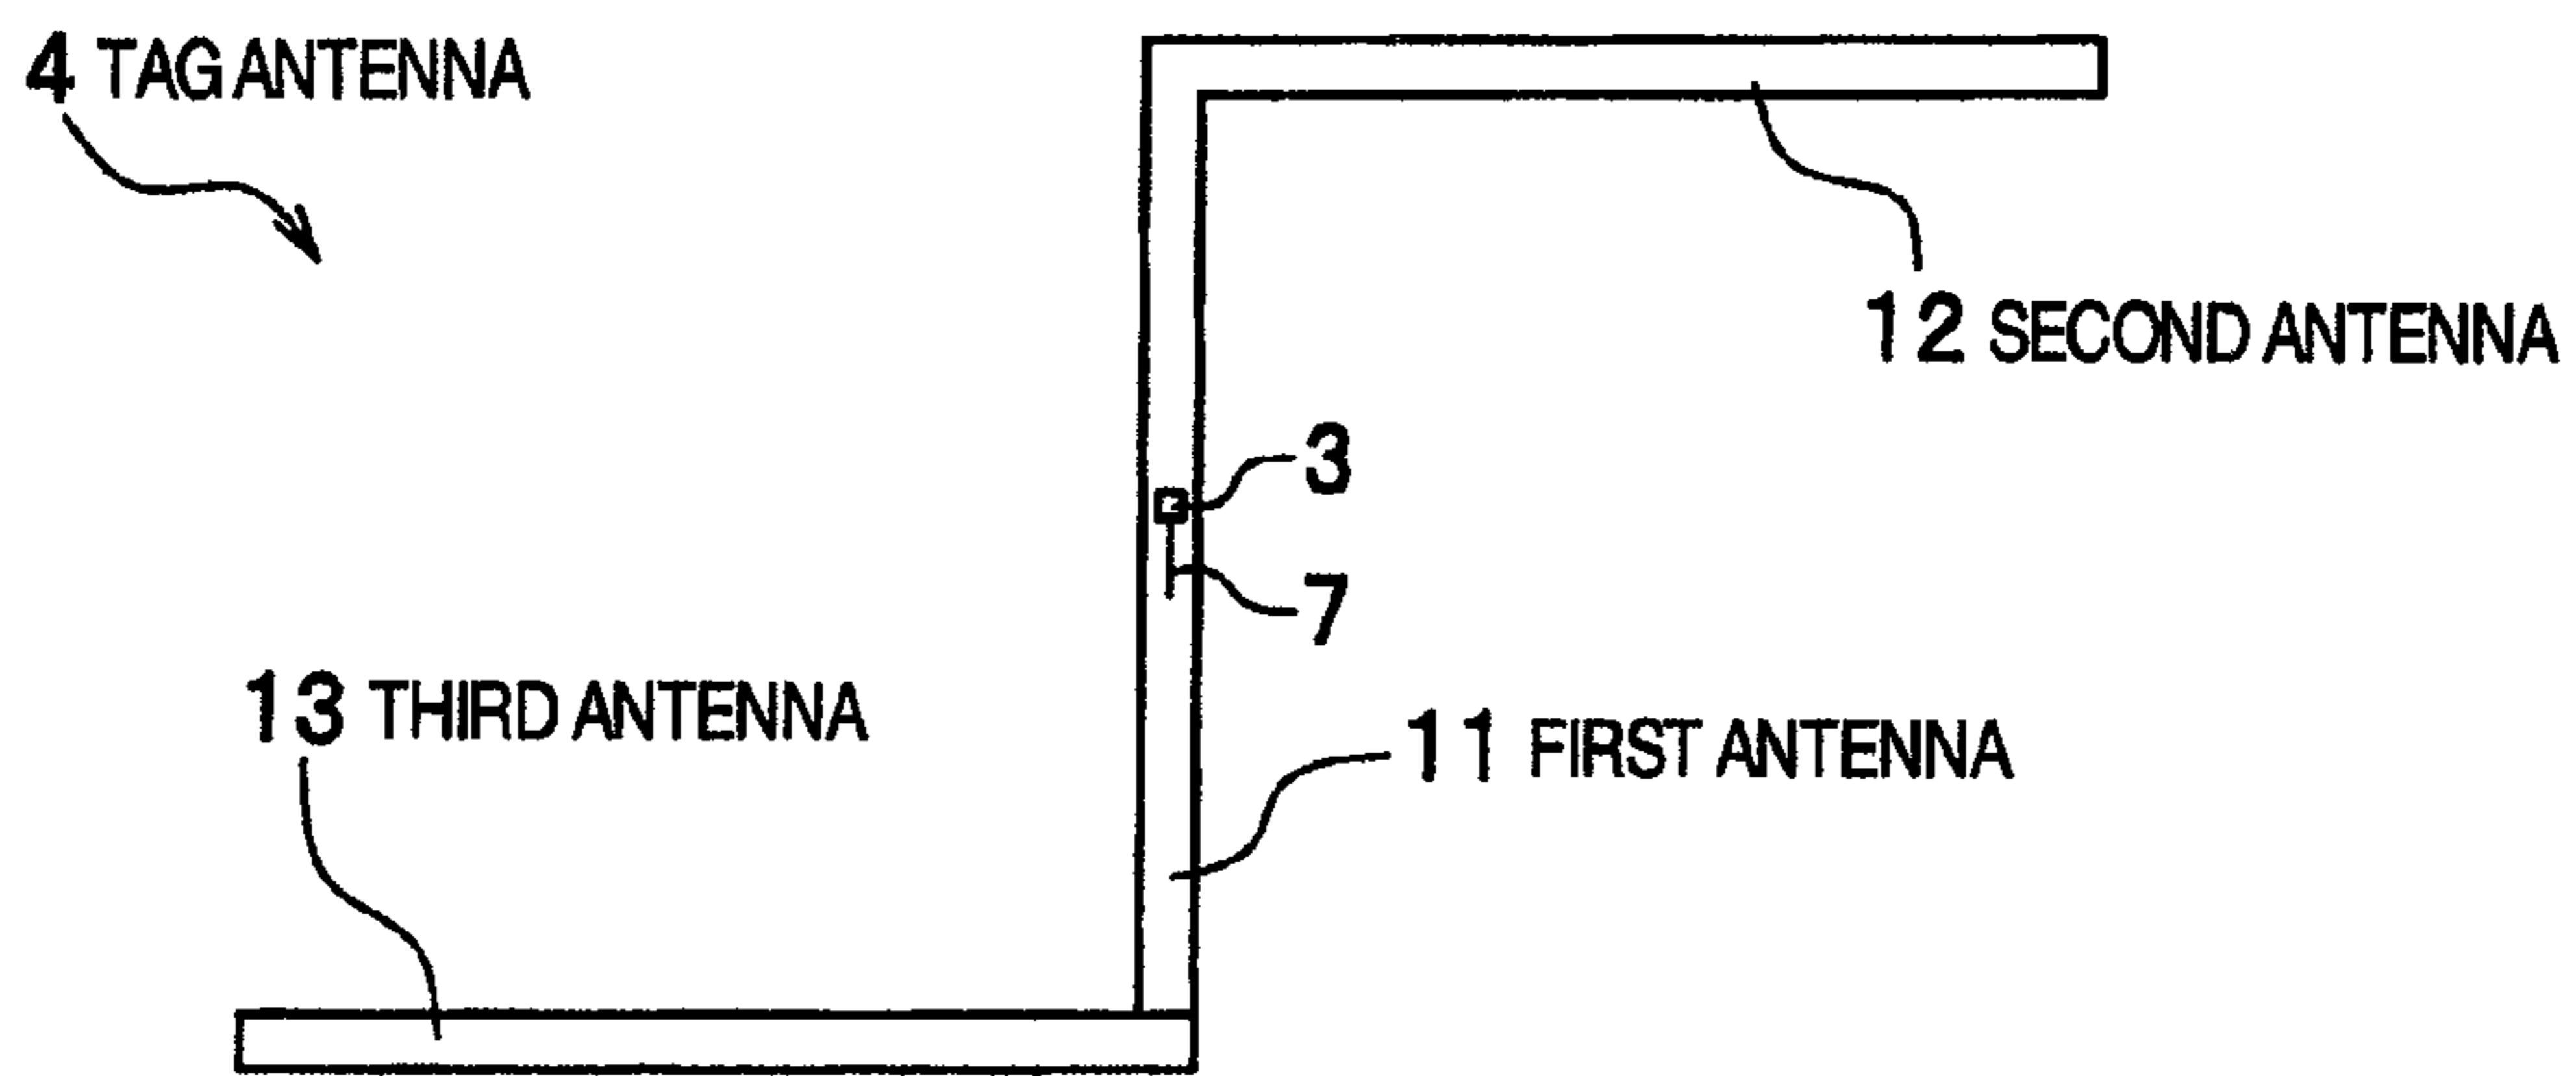 4 TAG ANTENNA
12 SECOND ANTENNA
3
7
13 THIRD ANTENNA
11 FIRST ANTENNA